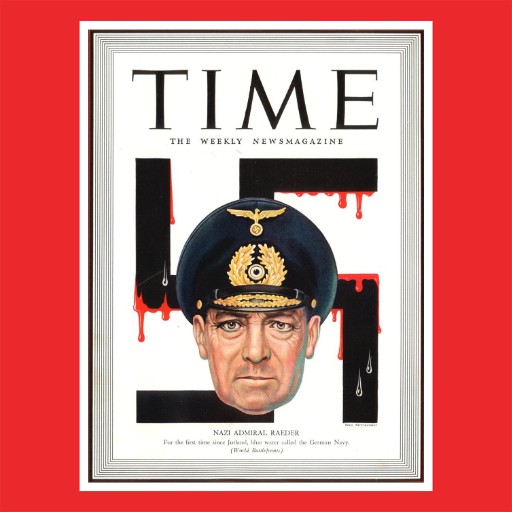 TIME
THE WEEKLY NEWSMAGAZINE
NAZI ADMIRAL RAEDER
For the first time since Jutland, blue water called the German Navy.
(World Battlefronts)